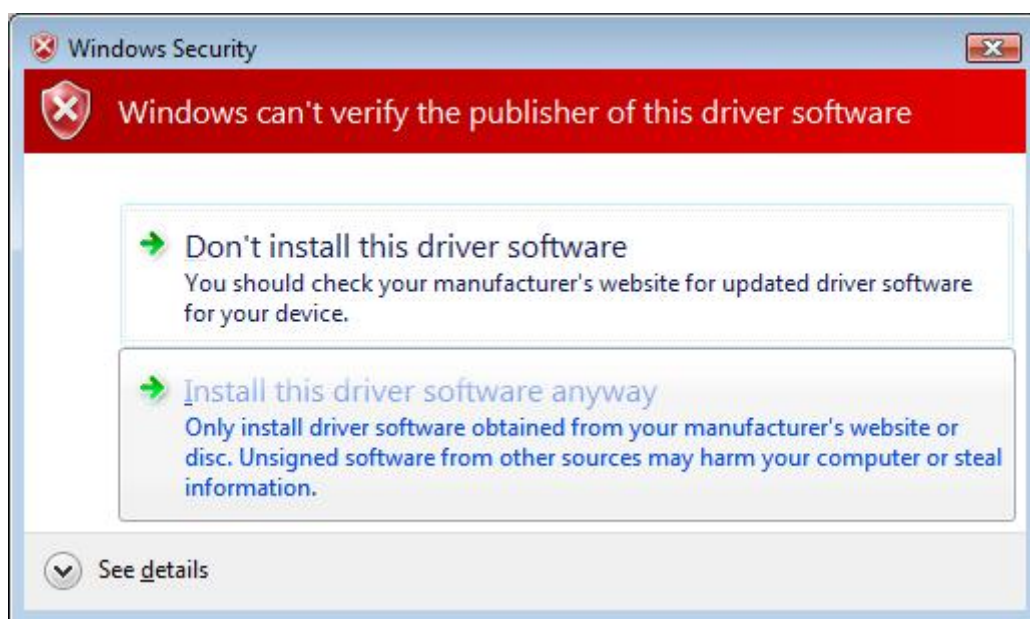 Windows Security
Windows can't verify the publisher of this driver software
Don't install this driver software
You should check your manufacturer's website for updated driver software
for your device.
Install this driver software anyway
Only install driver software obtained from your manufacturer's website or
disc. Unsigned software from other sources may harm your computer or steal
information.
See details